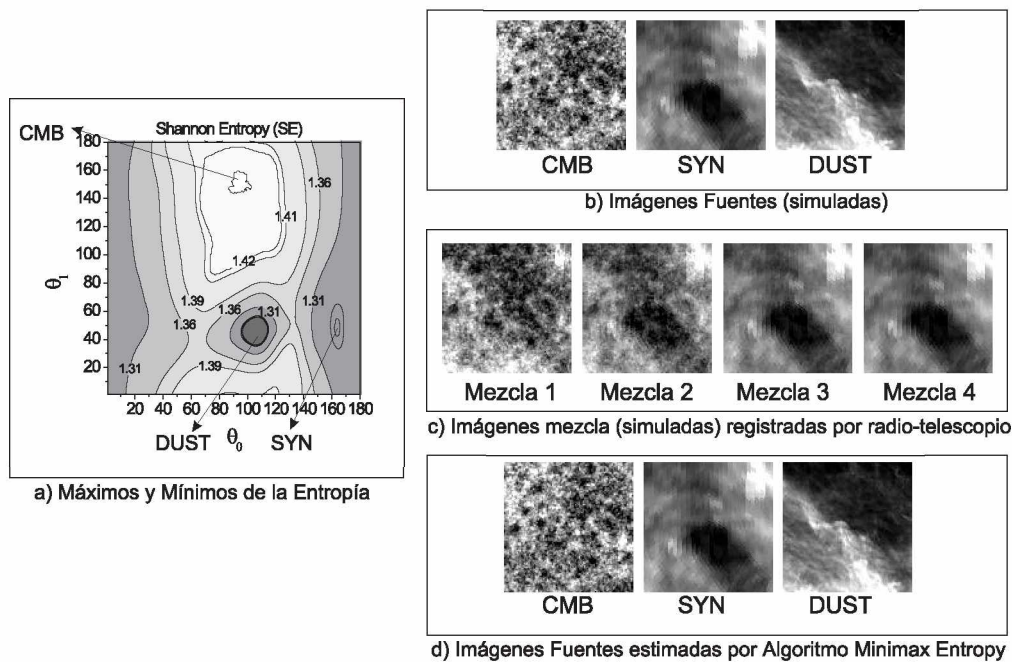 CMB
Shannon Entropy (SE)
180
160
140
120
100
80
60
40
20
θ₁
1.36
1.41
1.42
1.39
1.36
1.31
1.31
1.36
1.39
1.31
20 40 60 80 100 120 140 160 180
DUST θ₀ SYN
a) Máximos y Mínimos de la Entropía
CMB SYN DUST
b) Imágenes Fuentes (simuladas)
Mezcla 1 Mezcla 2 Mezcla 3 Mezcla 4
c) Imágenes mezcla (simuladas) registradas por radio-telescopio
CMB SYN DUST
d) Imágenes Fuentes estimadas por Algoritmo Minimax Entropy